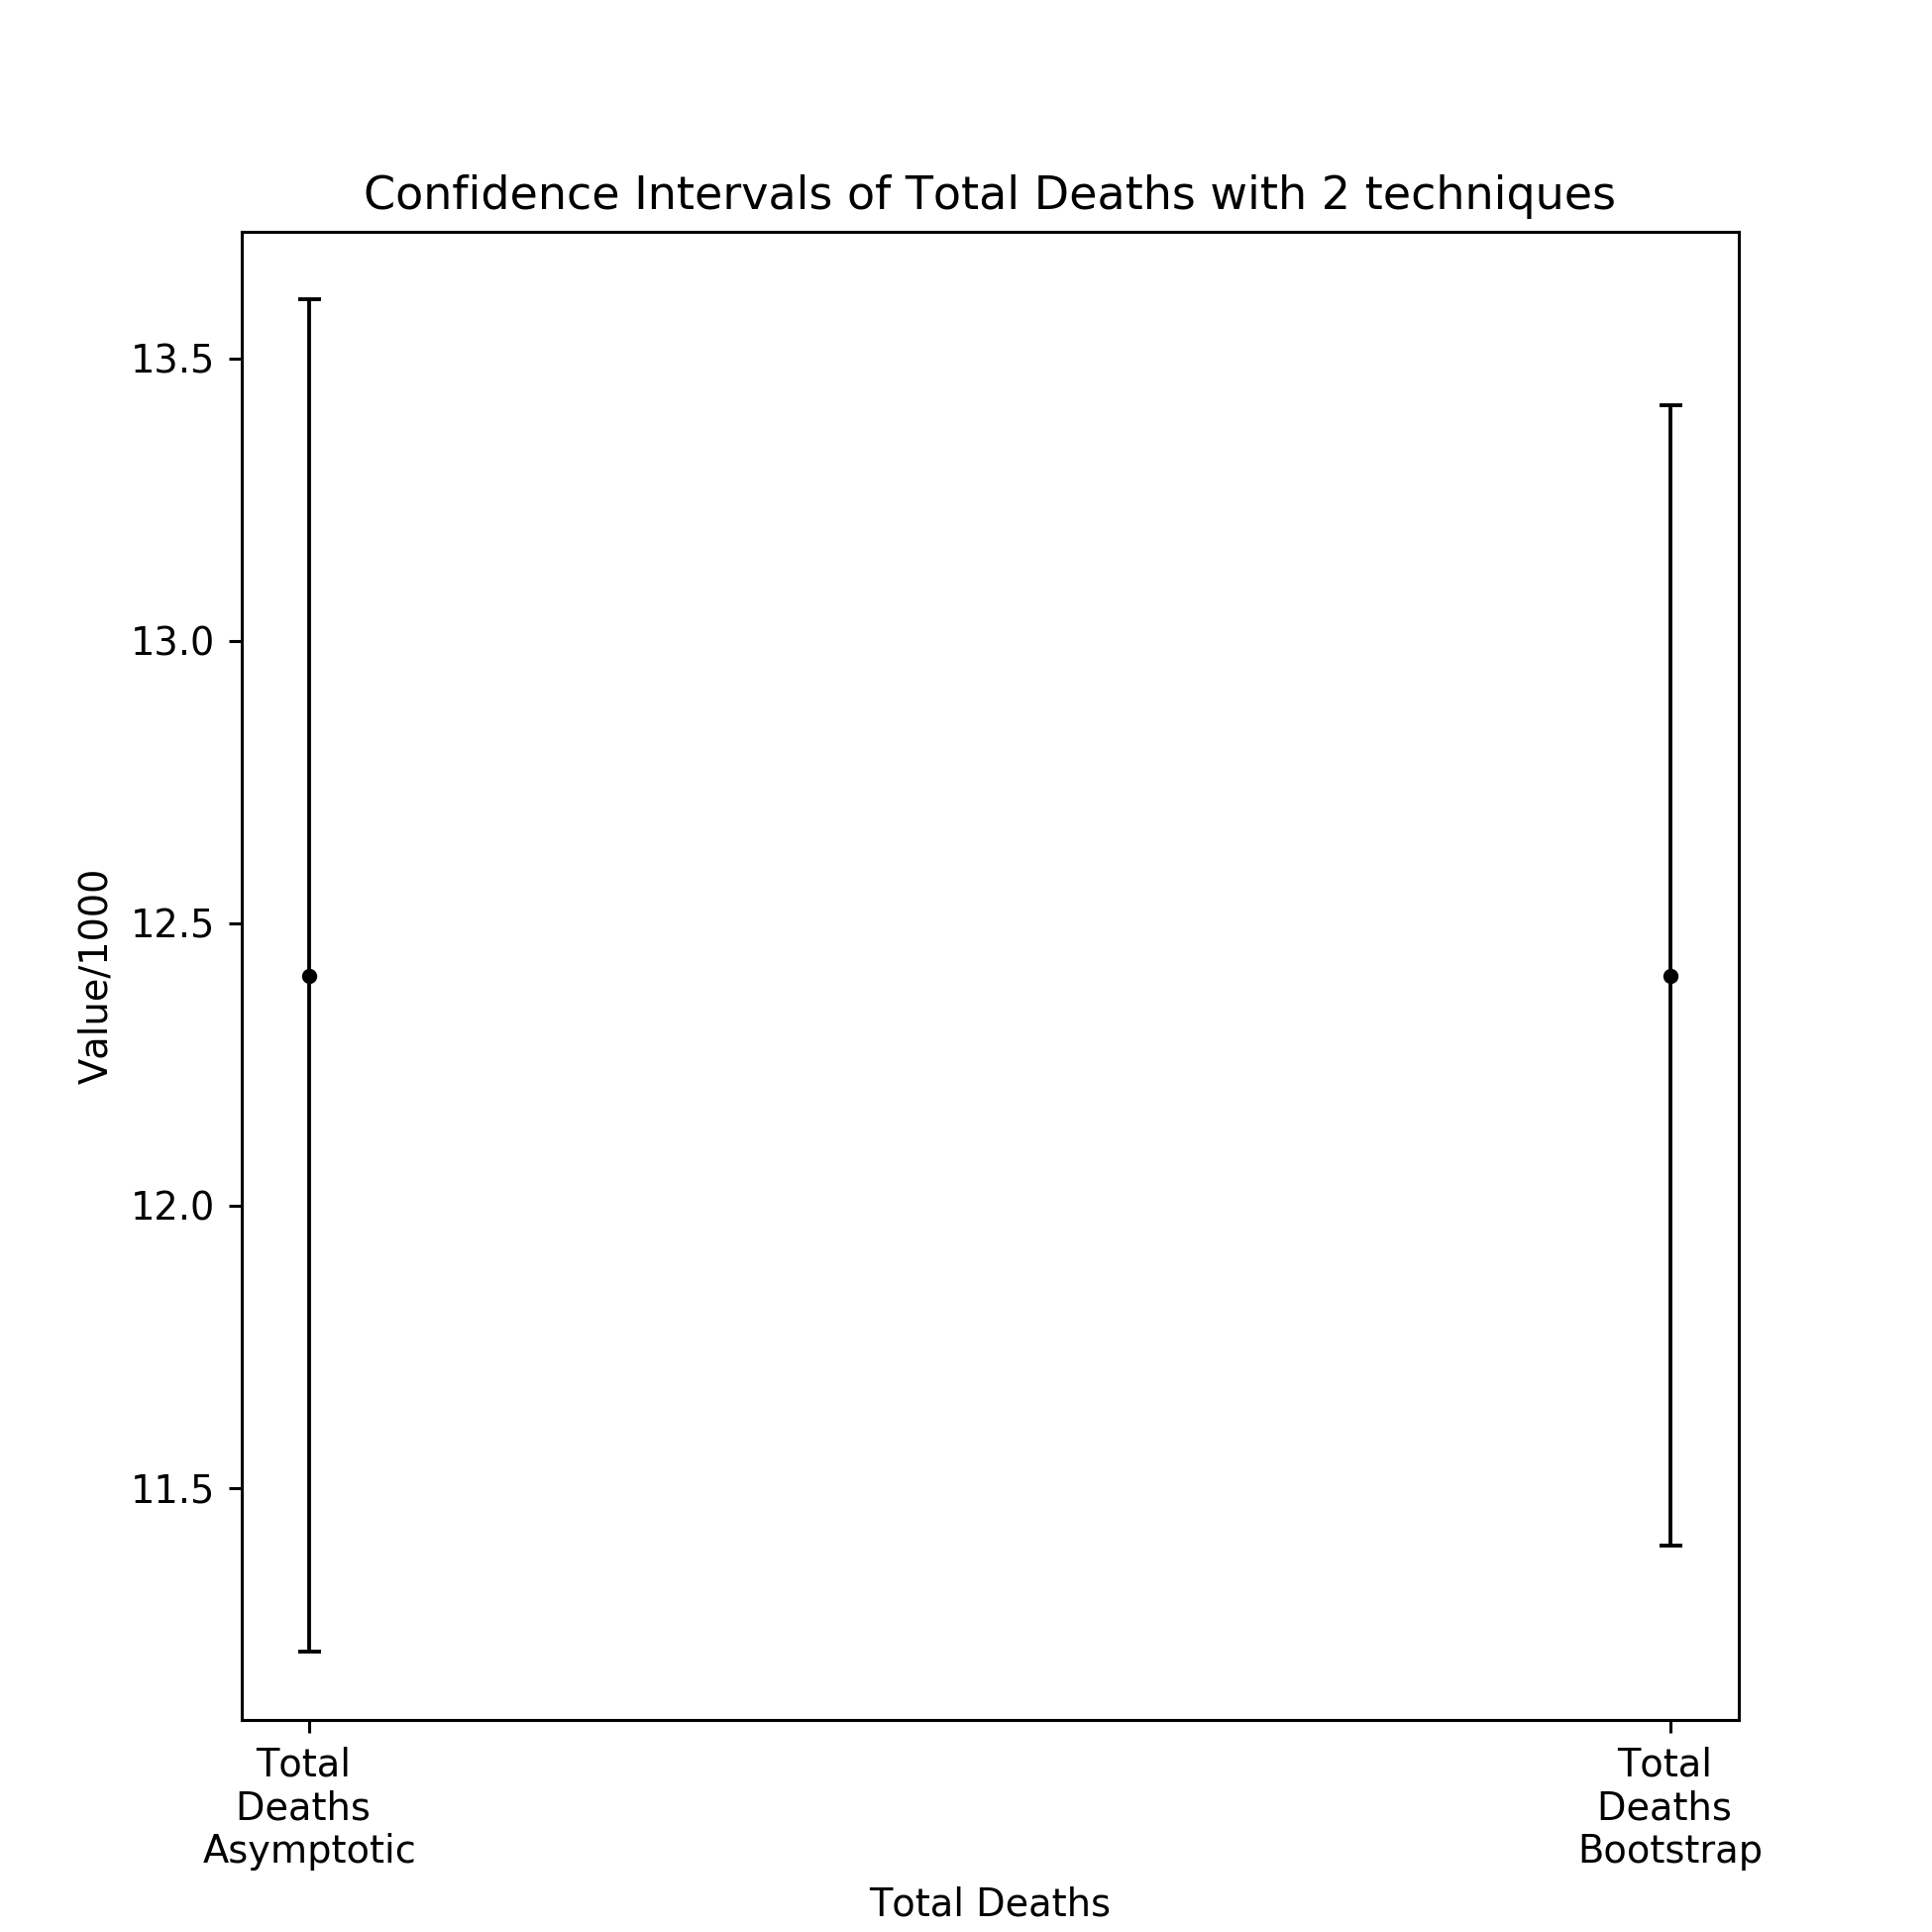 Confidence Intervals of Total Deaths with 2 techniques
Value/1000
13.5
13.0
12.5
12.0
11.5
Total
Deaths
Asymptotic
Total
Deaths
Bootstrap
Total Deaths